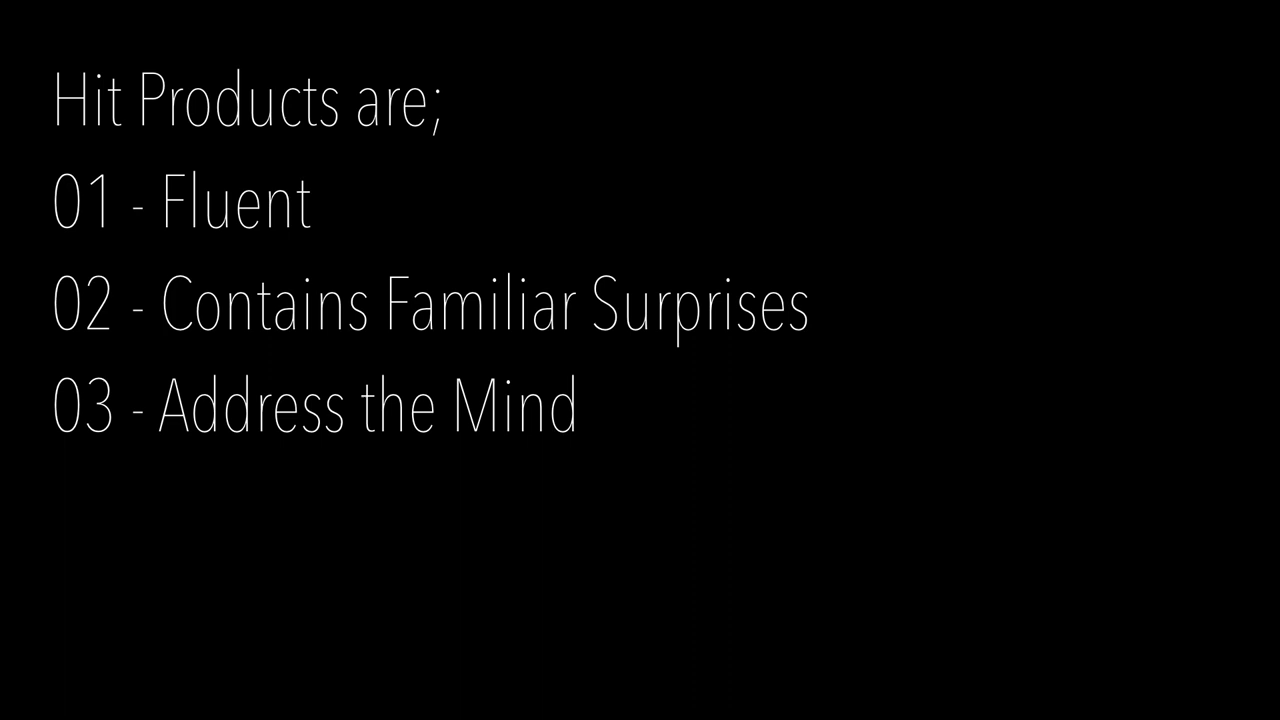 Hit Products are;
01 - Fluent
02 - Contains Familiar Surprises
03 - Address the Mind